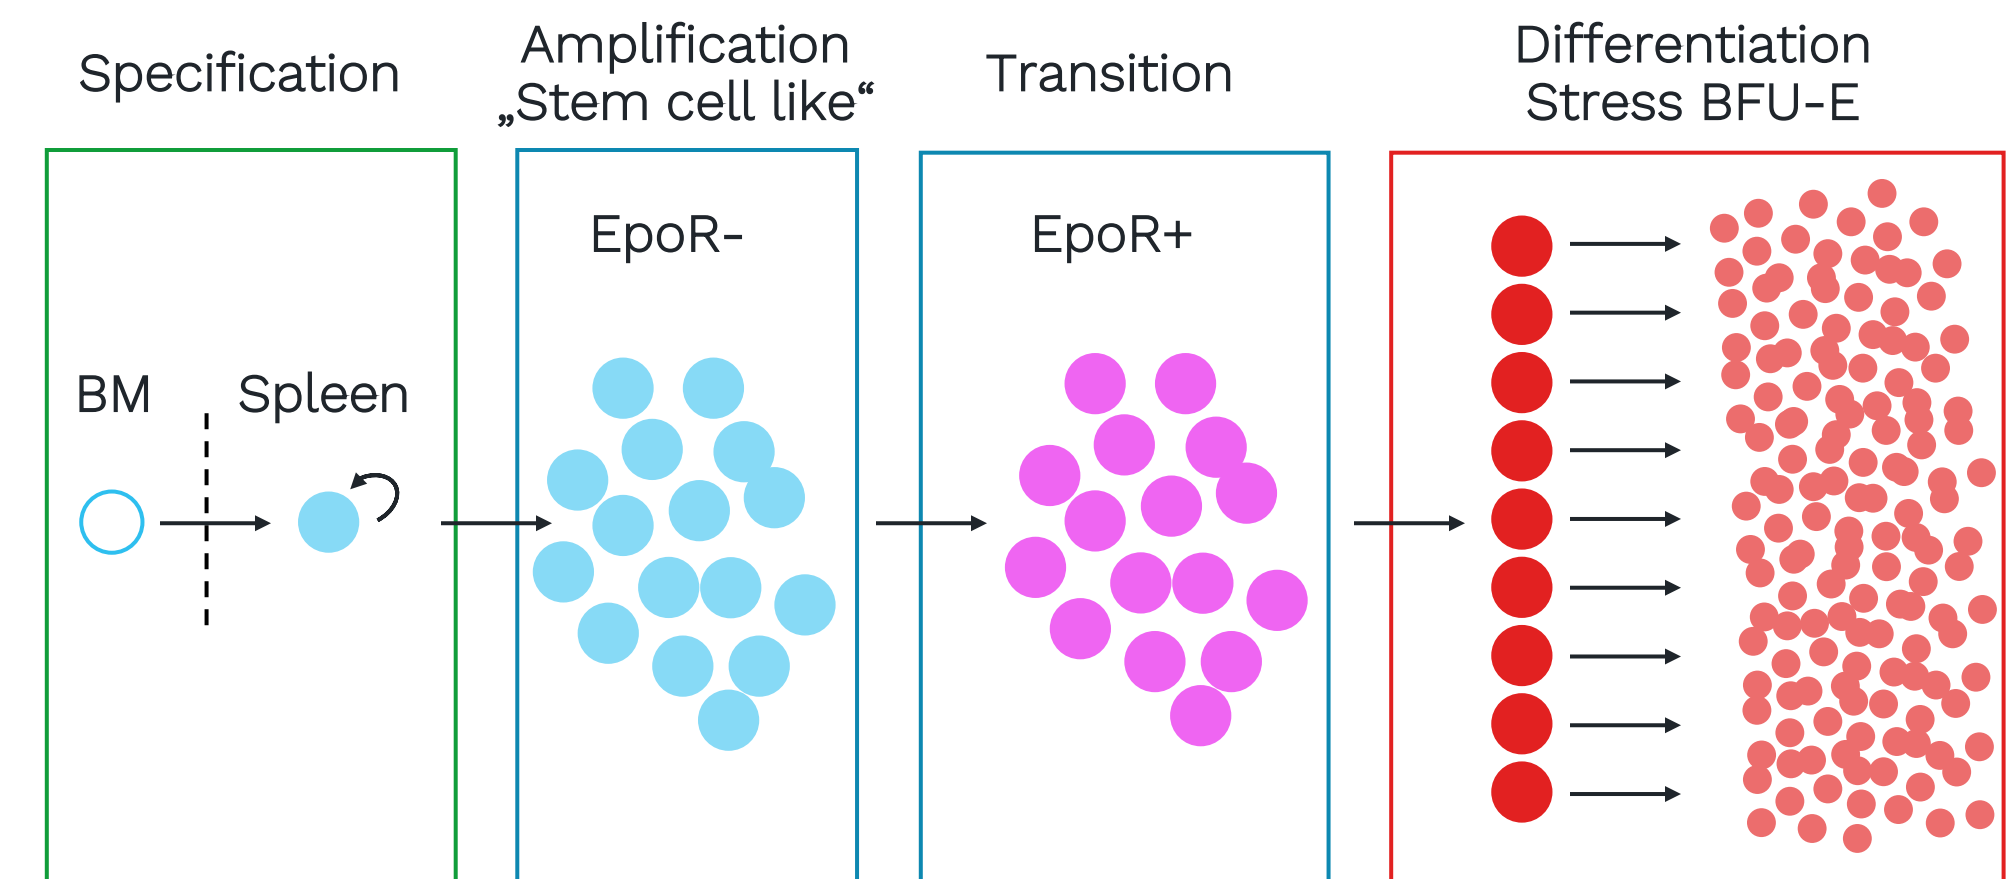 Specification
Amplification
„Stem cell like“
Transition
Differentiation
Stress BFU-E
EpoR-
EpoR+
BM
Spleen